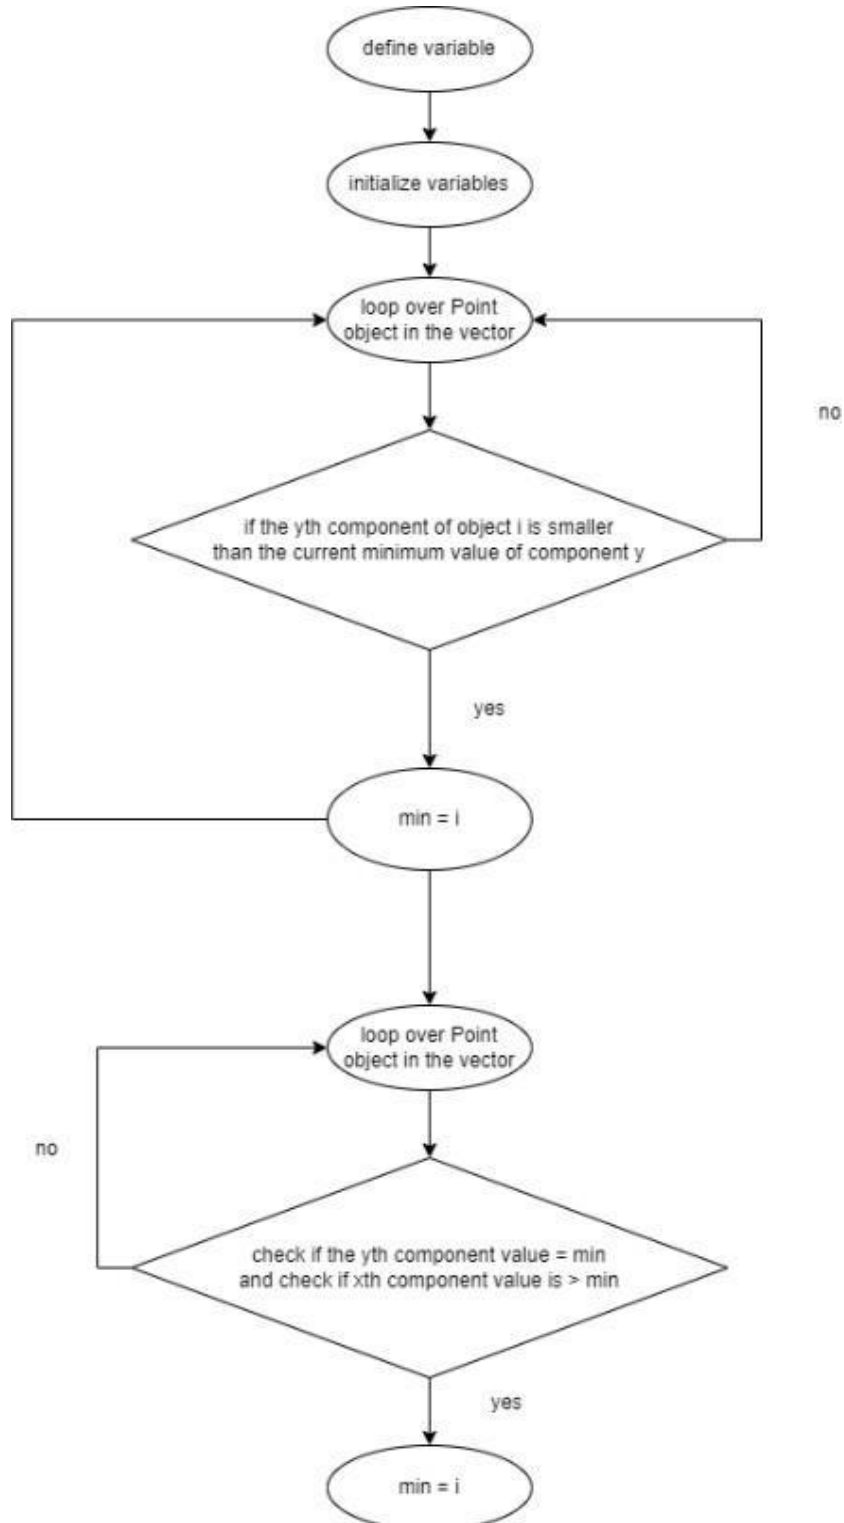 define variable
initialize variables
loop over Point
object in the vector
no
if the yth component of object i is smaller
than the current minimum value of component y
yes
min = i
loop over Point
object in the vector
no
check if the yth component value = min
and check if xth component value is > min
yes
min = i